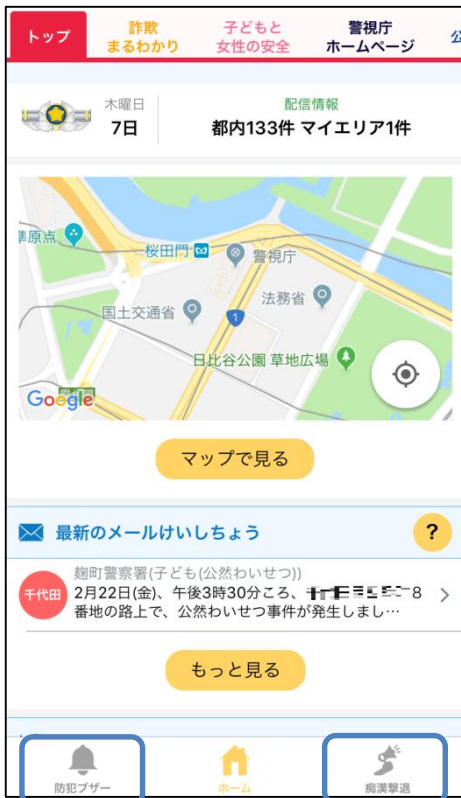 トップ
詐欺
まるわかり
子どもと
女性の安全
警視庁
ホームページ
木曜日
7日
配信情報
都内133件 マイエリア1件
準原点
桜田門
警視庁
国土交通省
法務省
1
日比谷公園 草地広場
Google
マップで見る
最新のメールけいしちょう
?
千代田
麹町警察署(子ども(公然わいせつ))
2月22日(金)、午後3時30分ころ、
8
番地の路上で、公然わいせつ事件が発生しまし…
もっと見る
防犯ブザー
ホーム
痴漢撃退